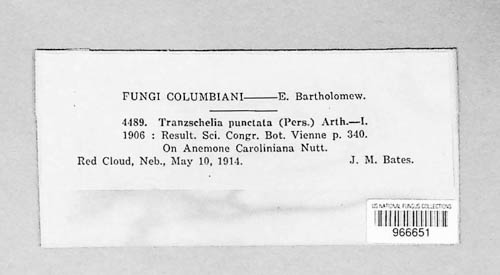 FUNGI COLUMBIANI——E. Bartholomew.
4489. Tranzschelia punctata (Pers.) Arth.—I.
1906 : Result. Sci. Congr. Bot. Vienne p. 340.
On Anemone Caroliniana Nutt.
Red Cloud, Neb., May 10, 1914. J. M. Bates.
US NATIONAL FUNGUS COLLECTIONS
966651